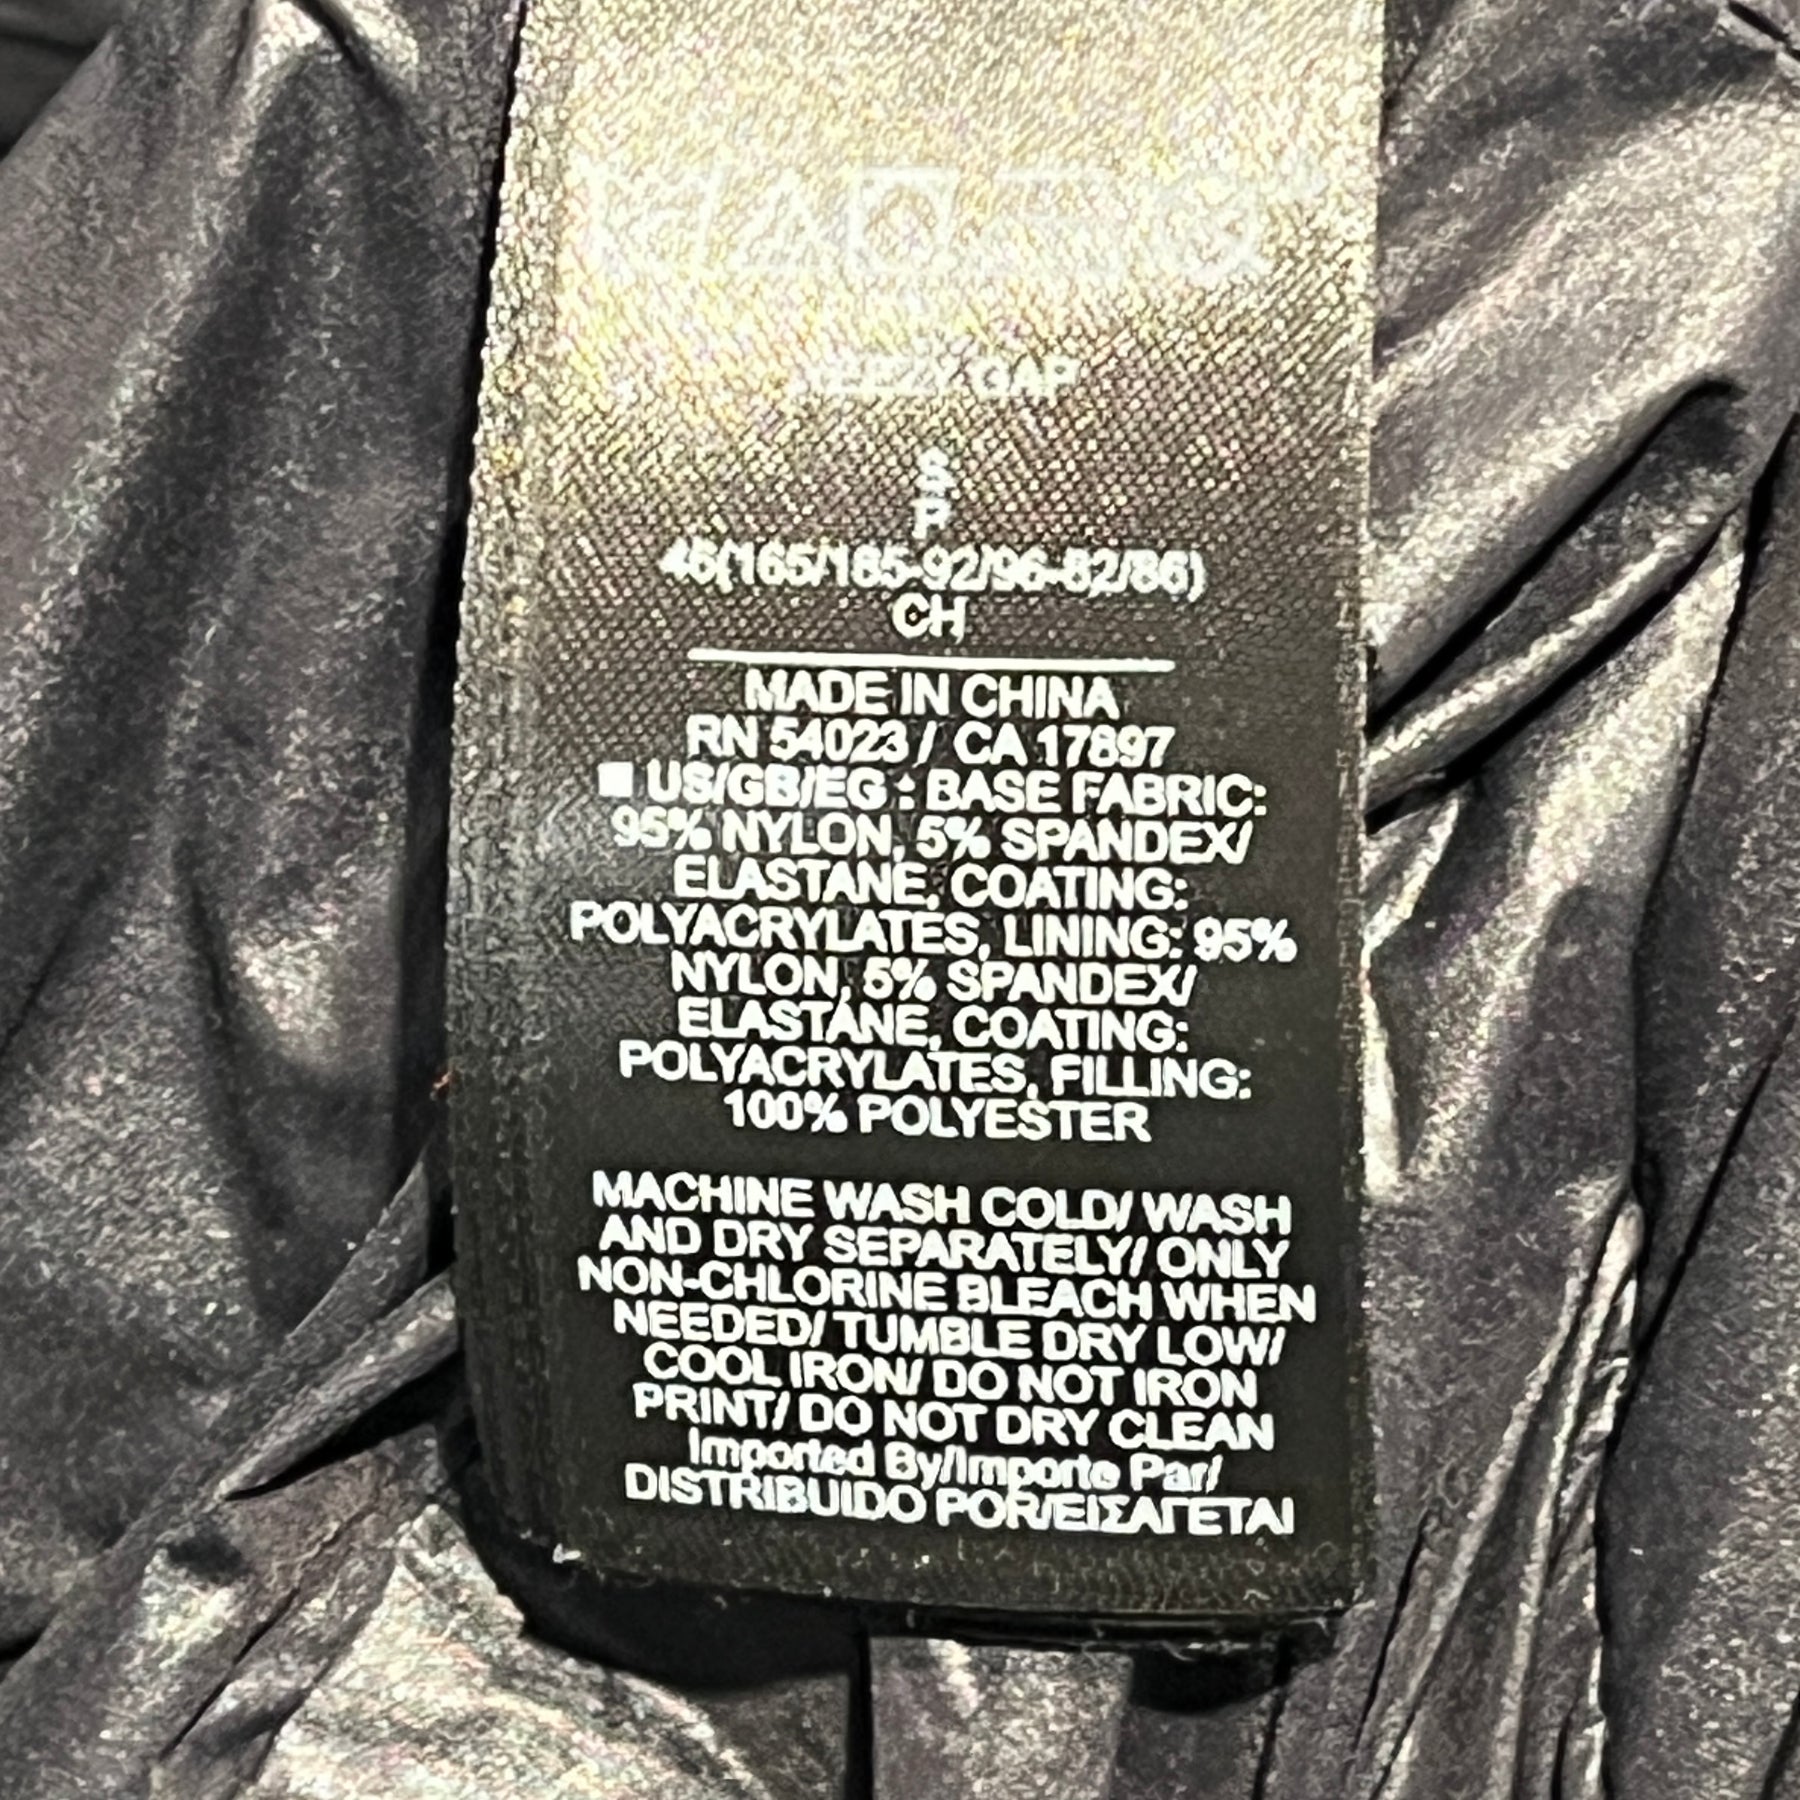 YEEZY GAP
S
P
46(165/185-92/96-82/86)
CH
MADE IN CHINA
RN 54023 / CA 17897
US/GB/EG : BASE FABRIC:
95% NYLON, 5% SPANDEX/
ELASTANE, COATING:
POLYACRYLATES, LINING: 95%
NYLON, 5% SPANDEX/
ELASTANE, COATING:
POLYACRYLATES, FILLING:
100% POLYESTER
MACHINE WASH COLD/ WASH
AND DRY SEPARATELY/ ONLY
NON-CHLORINE BLEACH WHEN
NEEDED/ TUMBLE DRY LOW/
COOL IRON/ DO NOT IRON
PRINT/ DO NOT DRY CLEAN
Imported By/Importe Par/
DISTRIBUIDO POR/ΕΙΣΑΓΕΤΑΙ